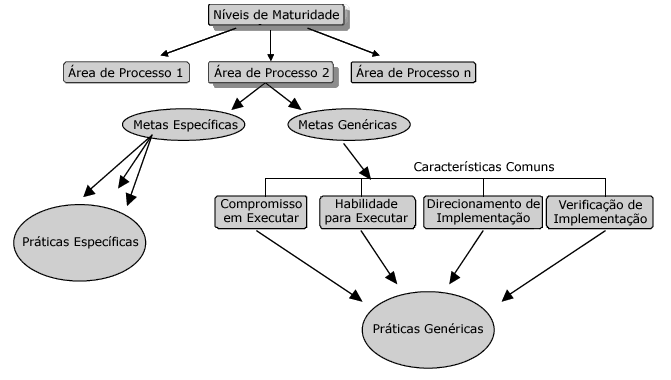 Níveis de Maturidade
Área de Processo 1
Área de Processo 2
Área de Processo n
Metas Específicas
Metas Genéricas
Características Comuns
Compromisso
em Executar
Habilidade
para Executar
Direcionamento de
Implementação
Verificação de
Implementação
Práticas Específicas
Práticas Genéricas